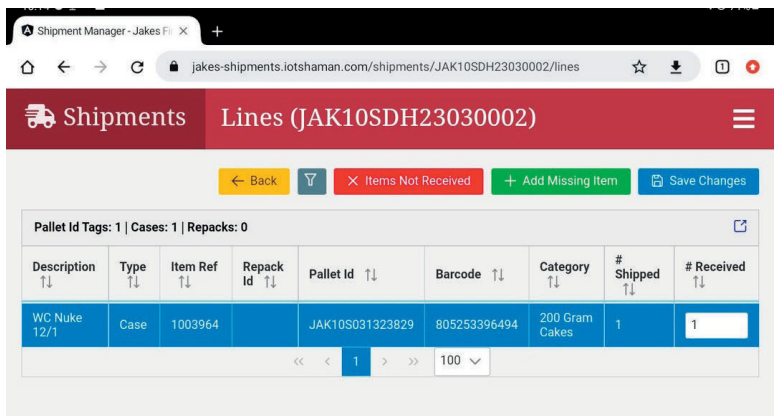 Shipment Manager - Jakes Fi
jakes-shipments.iotshaman.com/shipments/JAK10SDH23030002/lines
1
Shipments Lines (JAK10SDH23030002)
Back Items Not Received Add Missing Item Save Changes
Pallet Id Tags: 1 | Cases: 1 | Repacks: 0
Description Type Item Ref Repack Id Pallet Id Barcode Category # Shipped # Received
WC Nuke 12/1 Case 1003964 JAK10S031323829 805253396494 200 Gram Cakes 1 1
<< < 1 > >> 100